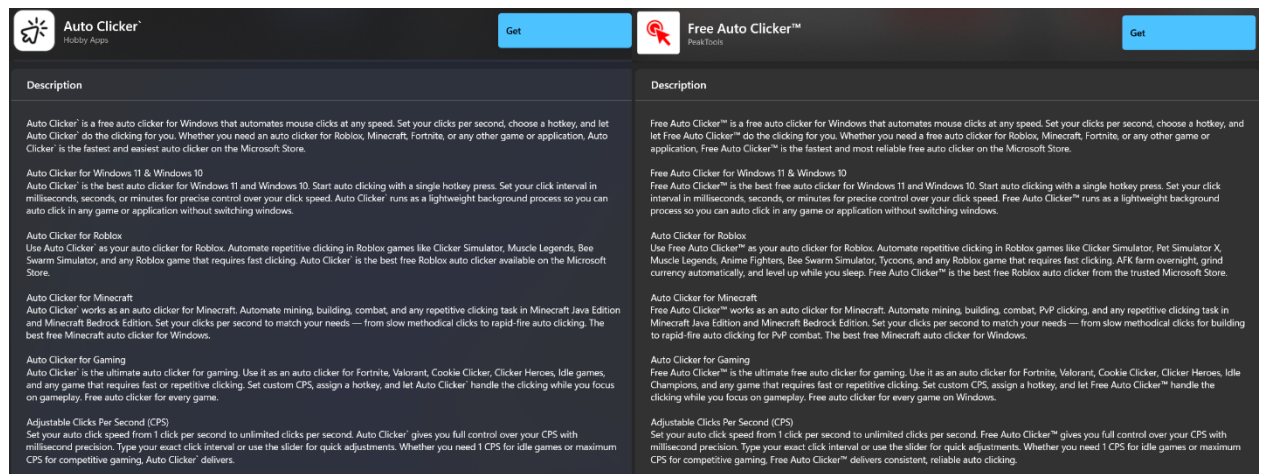 Auto Clicker`
Hobby Apps
Get
Description
Auto Clicker` is a free auto clicker for Windows that automates mouse clicks at any speed. Set your clicks per second, choose a hotkey, and let
Auto Clicker` do the clicking for you. Whether you need an auto clicker for Roblox, Minecraft, Fortnite, or any other game or application, Auto
Clicker` is the fastest and easiest auto clicker on the Microsoft Store.
Auto Clicker for Windows 11 & Windows 10
Auto Clicker` is the best auto clicker for Windows 11 and Windows 10. Start auto clicking with a single hotkey press. Set your click interval in
milliseconds, seconds, or minutes for precise control over your click speed. Auto Clicker` runs as a lightweight background process so you can
auto click in any game or application without switching windows.
Auto Clicker for Roblox
Use Auto Clicker` as your auto clicker for Roblox. Automate repetitive clicking in Roblox games like Clicker Simulator, Muscle Legends, Bee
Swarm Simulator, and any Roblox game that requires fast clicking. Auto Clicker` is the best free Roblox auto clicker available on the Microsoft
Store.
Auto Clicker for Minecraft
Auto Clicker` works as an auto clicker for Minecraft. Automate mining, building, combat, and any repetitive clicking task in Minecraft Java Edition
and Minecraft Bedrock Edition. Set your clicks per second to match your needs — from slow methodical clicks to rapid-fire auto clicking. The
best free Minecraft auto clicker for Windows.
Auto Clicker for Gaming
Auto Clicker` is the ultimate auto clicker for gaming. Use it as an auto clicker for Fortnite, Valorant, Cookie Clicker, Clicker Heroes, Idle games,
and any game that requires fast or repetitive clicking. Set custom CPS, assign a hotkey, and let Auto Clicker` handle the clicking while you focus
on gameplay. Free auto clicker for every game.
Adjustable Clicks Per Second (CPS)
Set your auto click speed from 1 click per second to unlimited clicks per second. Auto Clicker` gives you full control over your CPS with
millisecond precision. Type your exact click interval or use the slider for quick adjustments. Whether you need 1 CPS for idle games or maximum
CPS for competitive gaming, Auto Clicker` delivers.
Free Auto Clicker™
PeakTools
Get
Description
Free Auto Clicker™ is a free auto clicker for Windows that automates mouse clicks at any speed. Set your clicks per second, choose a hotkey, and
let Free Auto Clicker™ do the clicking for you. Whether you need a free auto clicker for Roblox, Minecraft, Fortnite, or any other game or
application, Free Auto Clicker™ is the fastest and most reliable free auto clicker on the Microsoft Store.
Free Auto Clicker for Windows 11 & Windows 10
Free Auto Clicker™ is the best free auto clicker for Windows 11 and Windows 10. Start auto clicking with a single hotkey press. Set your click
interval in milliseconds, seconds, or minutes for precise control over your click speed. Free Auto Clicker™ runs as a lightweight background
process so you can auto click in any game or application without switching windows.
Auto Clicker for Roblox
Use Free Auto Clicker™ as your auto clicker for Roblox. Automate repetitive clicking in Roblox games like Clicker Simulator, Pet Simulator X,
Muscle Legends, Anime Fighters, Bee Swarm Simulator, Tycoons, and any Roblox game that requires fast clicking. AFK farm overnight, grind
currency automatically, and level up while you sleep. Free Auto Clicker™ is the best free Roblox auto clicker from the trusted Microsoft Store.
Auto Clicker for Minecraft
Free Auto Clicker™ works as an auto clicker for Minecraft. Automate mining, building, combat, PvP clicking, and any repetitive clicking task in
Minecraft Java Edition and Minecraft Bedrock Edition. Set your clicks per second to match your needs — from slow methodical clicks for building
to rapid-fire auto clicking for PvP combat. The best free Minecraft auto clicker for Windows.
Auto Clicker for Gaming
Free Auto Clicker™ is the ultimate free auto clicker for gaming. Use it as an auto clicker for Fortnite, Valorant, Cookie Clicker, Clicker Heroes, Idle
Champions, and any game that requires fast or repetitive clicking. Set custom CPS, assign a hotkey, and let Free Auto Clicker™ handle the
clicking while you focus on gameplay. Free auto clicker for every game on Windows.
Adjustable Clicks Per Second (CPS)
Set your auto click speed from 1 click per second to unlimited clicks per second. Free Auto Clicker™ gives you full control over your CPS with
millisecond precision. Type your exact click interval or use the slider for quick adjustments. Whether you need 1 CPS for idle games or maximum
CPS for competitive gaming, Free Auto Clicker™ delivers consistent, reliable auto clicking.